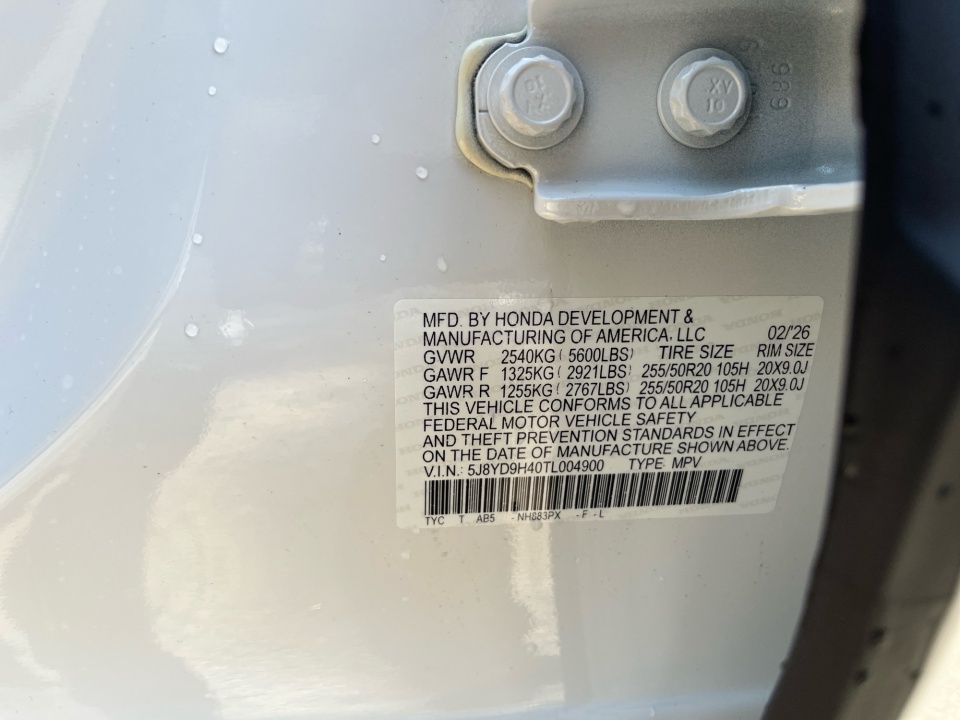 MFD. BY HONDA DEVELOPMENT &
MANUFACTURING OF AMERICA, LLC 02/'26
GVWR 2540KG ( 5600LBS) TIRE SIZE RIM SIZE
GAWR F 1325KG ( 2921LBS) 255/50R20 105H 20X9.0J
GAWR R 1255KG ( 2767LBS) 255/50R20 105H 20X9.0J
THIS VEHICLE CONFORMS TO ALL APPLICABLE
FEDERAL MOTOR VEHICLE SAFETY
AND THEFT PREVENTION STANDARDS IN EFFECT
ON THE DATE OF MANUFACTURE SHOWN ABOVE.
V.I.N.: 5J8YD9H40TL004900 TYPE: MPV
TYC T AB5 -NH883PX -F -L